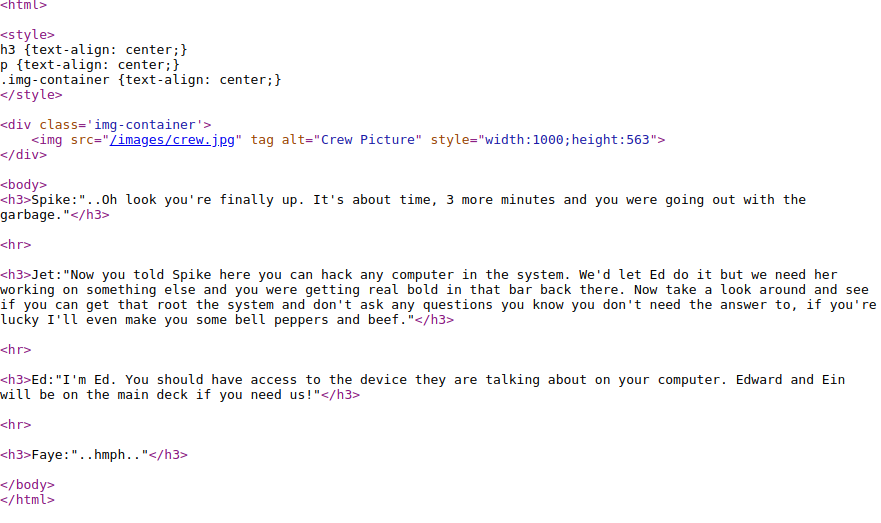 <html>
<style>
h3 {text-align: center;}
p {text-align: center;}
.img-container {text-align: center;}
</style>
<div class='img-container'>
    <img src="/images/crew.jpg" tag alt="Crew Picture" style="width:1000;height:563">
</div>
<body>
<h3>Spike:"..Oh look you're finally up. It's about time, 3 more minutes and you were going out with the
garbage."</h3>
<hr>
<h3>Jet:"Now you told Spike here you can hack any computer in the system. We'd let Ed do it but we need her
working on something else and you were getting real bold in that bar back there. Now take a look around and see
if you can get that root the system and don't ask any questions you know you don't need the answer to, if you're
lucky I'll even make you some bell peppers and beef."</h3>
<hr>
<h3>Ed:"I'm Ed. You should have access to the device they are talking about on your computer. Edward and Ein
will be on the main deck if you need us!"</h3>
<hr>
<h3>Faye:"..hmph.."</h3>
</body>
</html>